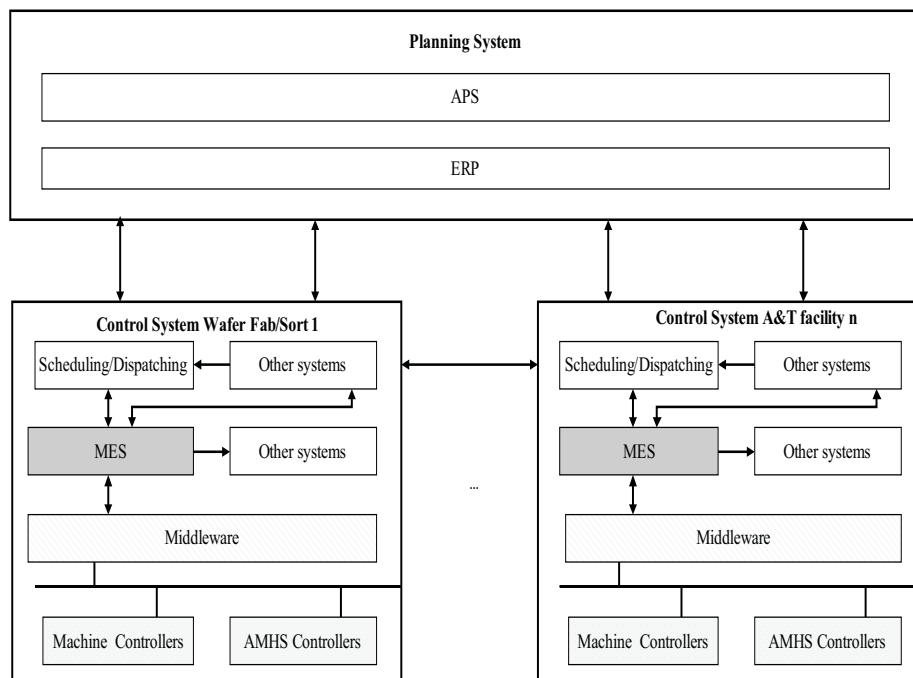 Planning System
APS
ERP
Control System Wafer Fab/Sort 1
Scheduling/Dispatching
Other systems
MES
Other systems
Middleware
Machine Controllers
AMHS Controllers
...
Control System A&T facility n
Scheduling/Dispatching
Other systems
MES
Other systems
Middleware
Machine Controllers
AMHS Controllers